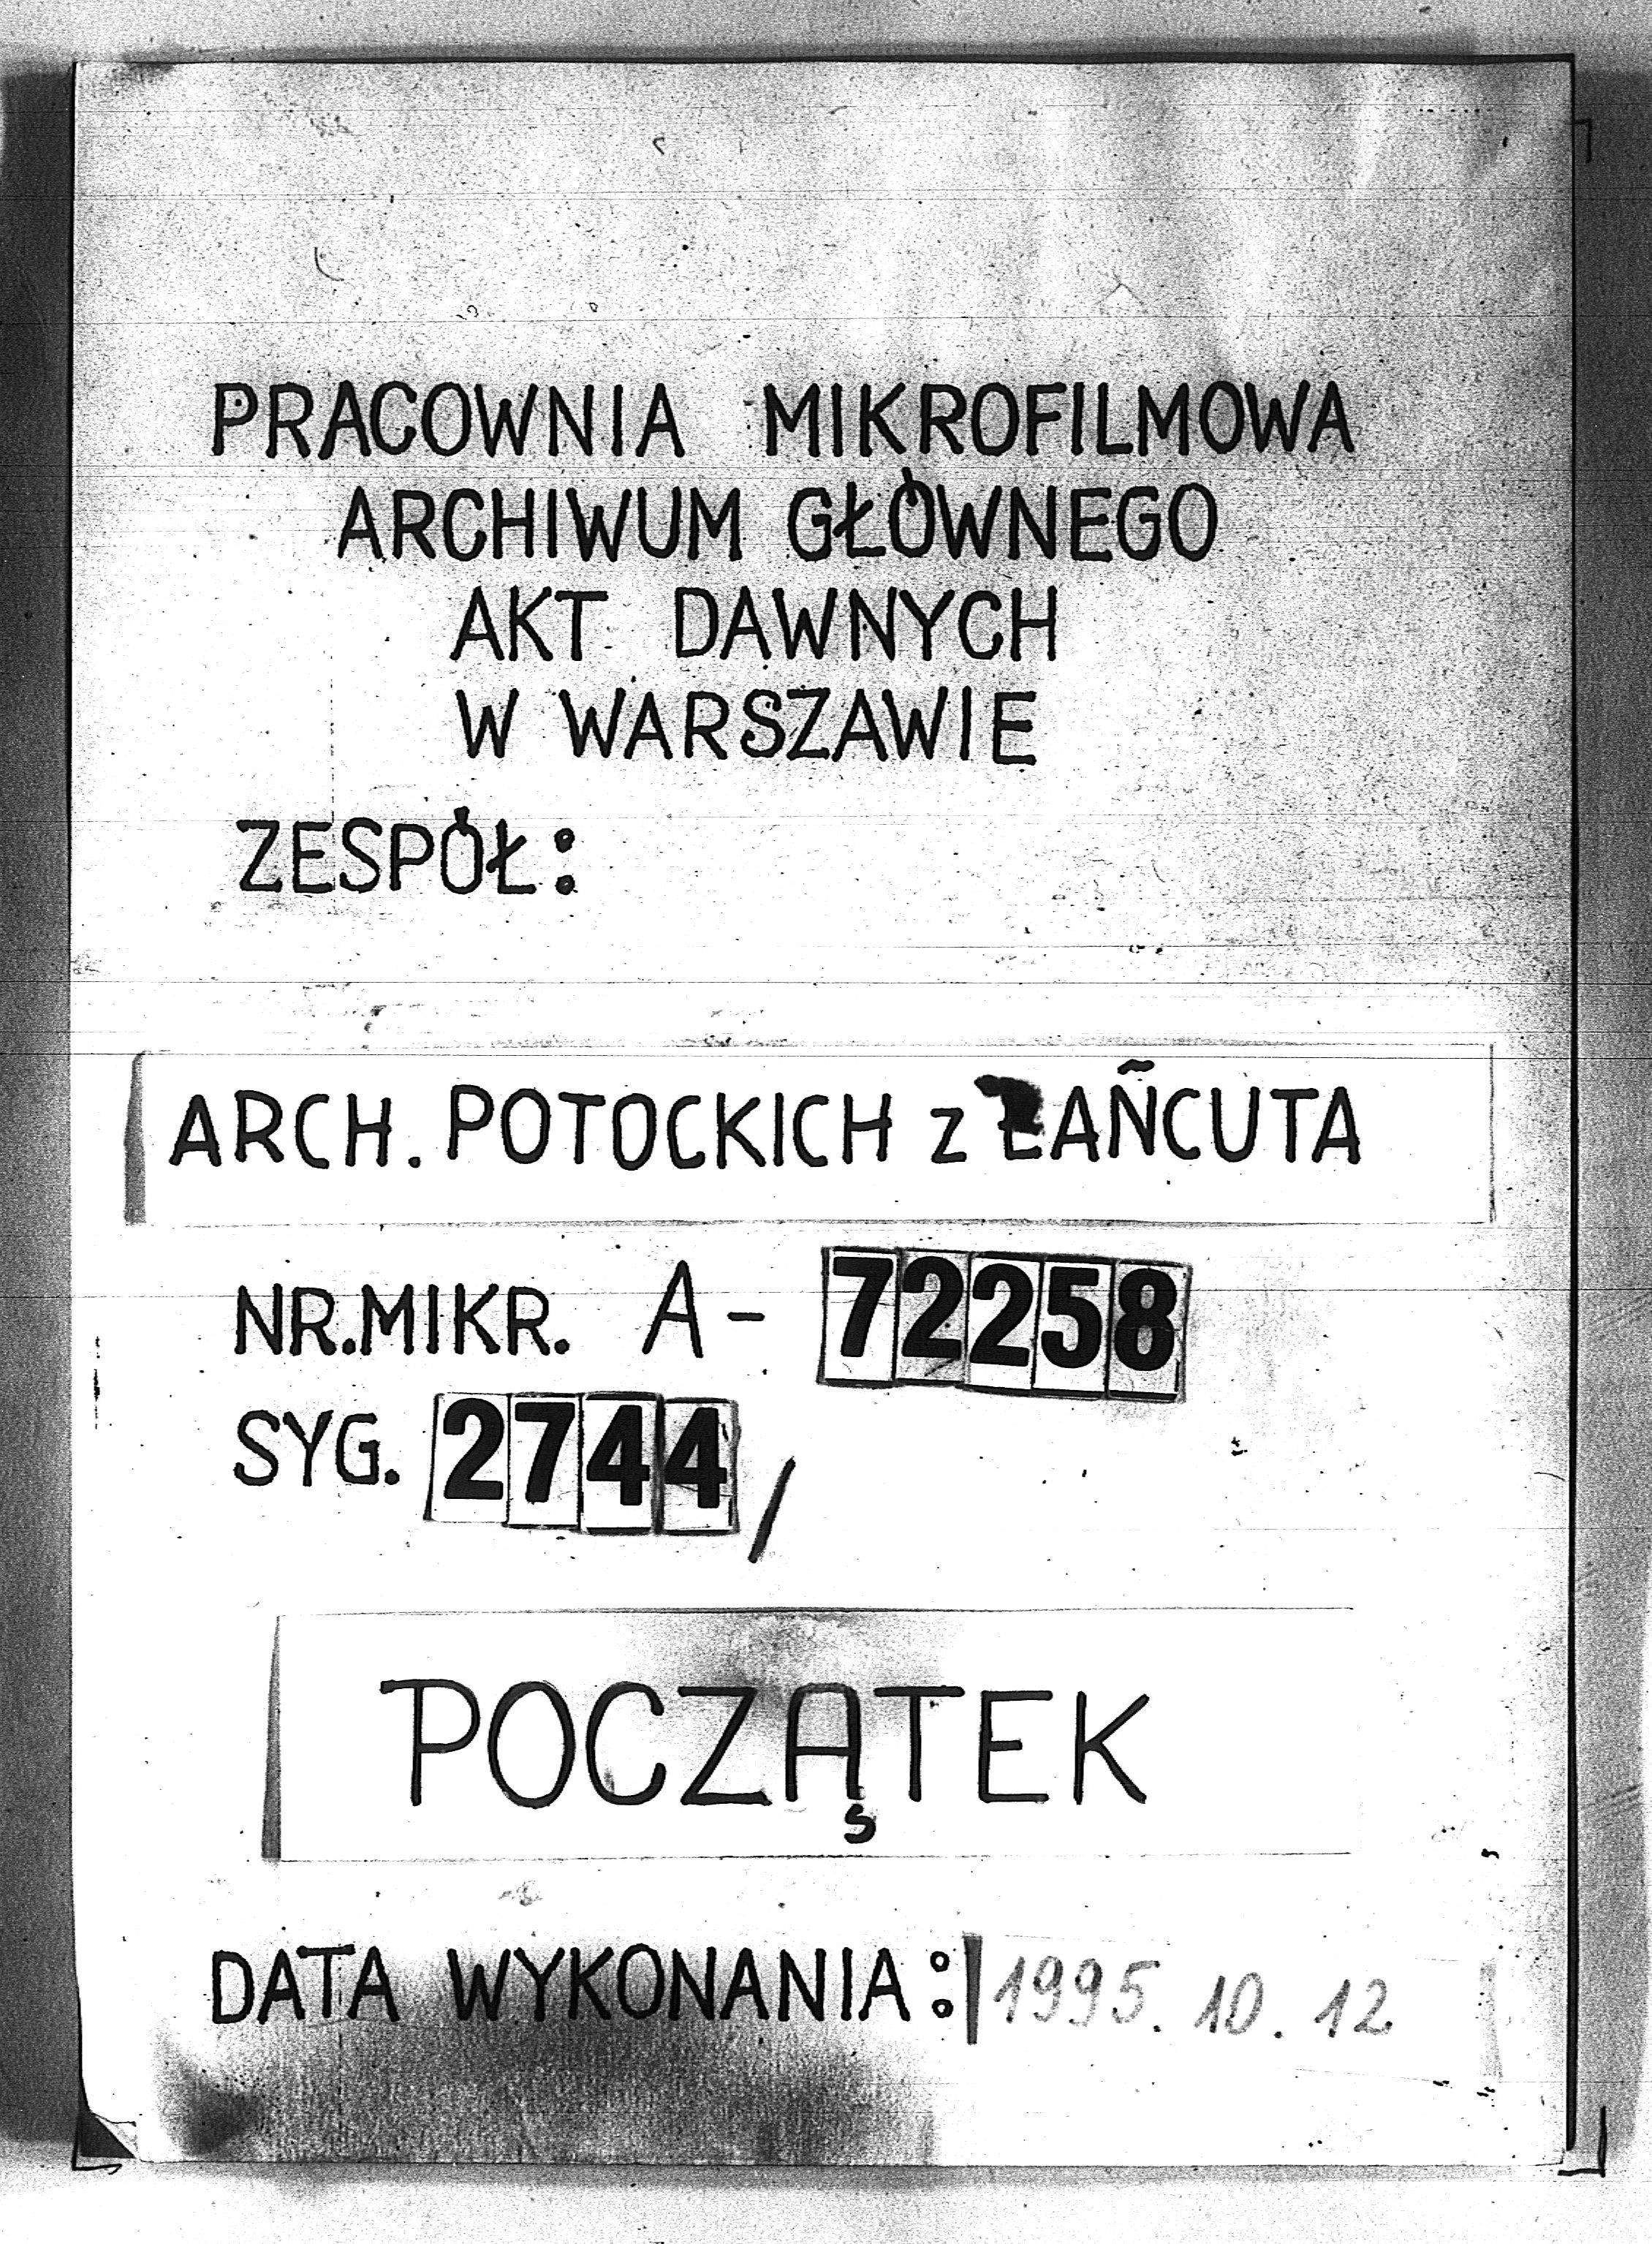 PRACOWNIA MIKROFILMOWA
ARCHIWUM GŁÓWNEGO
AKT DAWNYCH
W WARSZAWIE
ZESPÓŁ:
ARCH. POTOCKICH z ŁAŃCUTA
NR.MIKR. A- 72258
SYG. 2744/
POCZĄTEK
DATA WYKONANIA: 1995.10.12